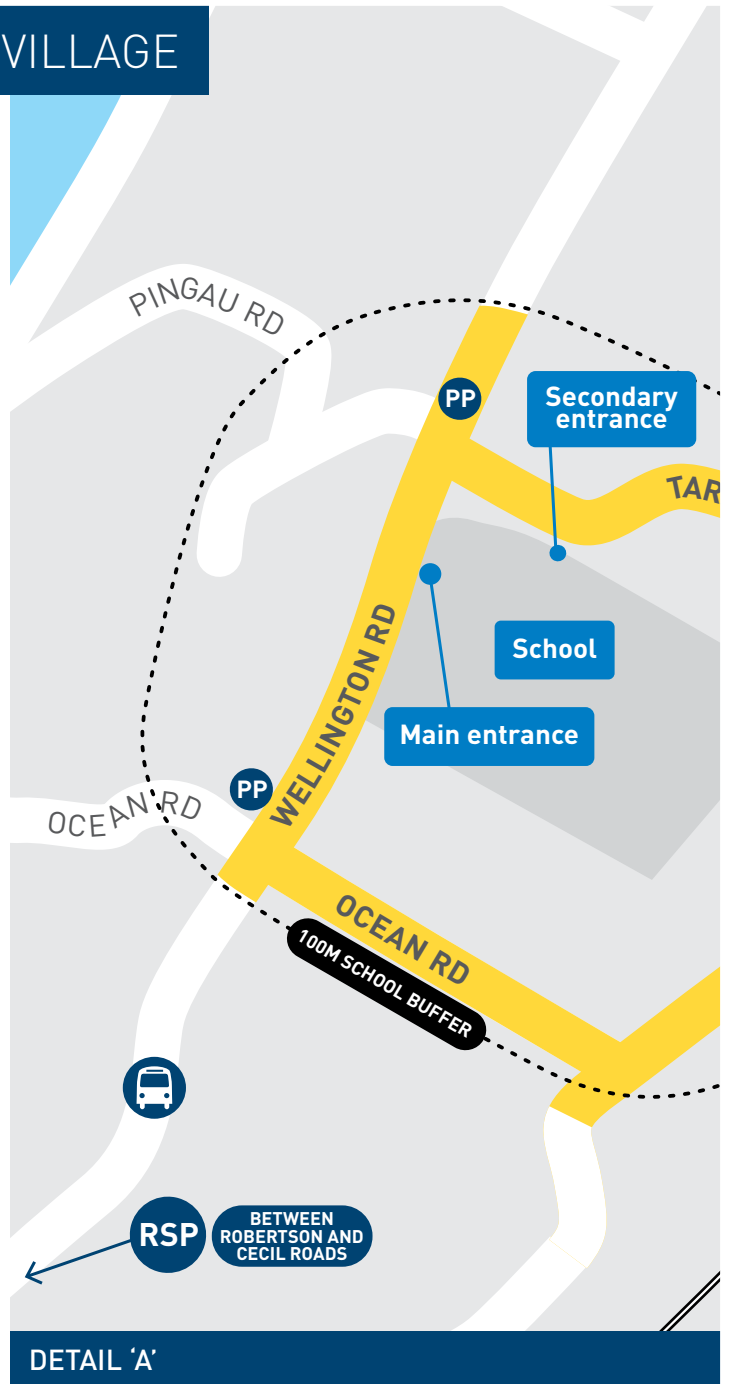 VILLAGE
PINGAU RD
PP
Secondary
entrance
TAR
WELLINGTON RD
School
Main entrance
PP
OCEAN RD
OCEAN RD
100M SCHOOL BUFFER
RSP
BETWEEN
ROBERTSON AND
CECIL ROADS
DETAIL ‘A’